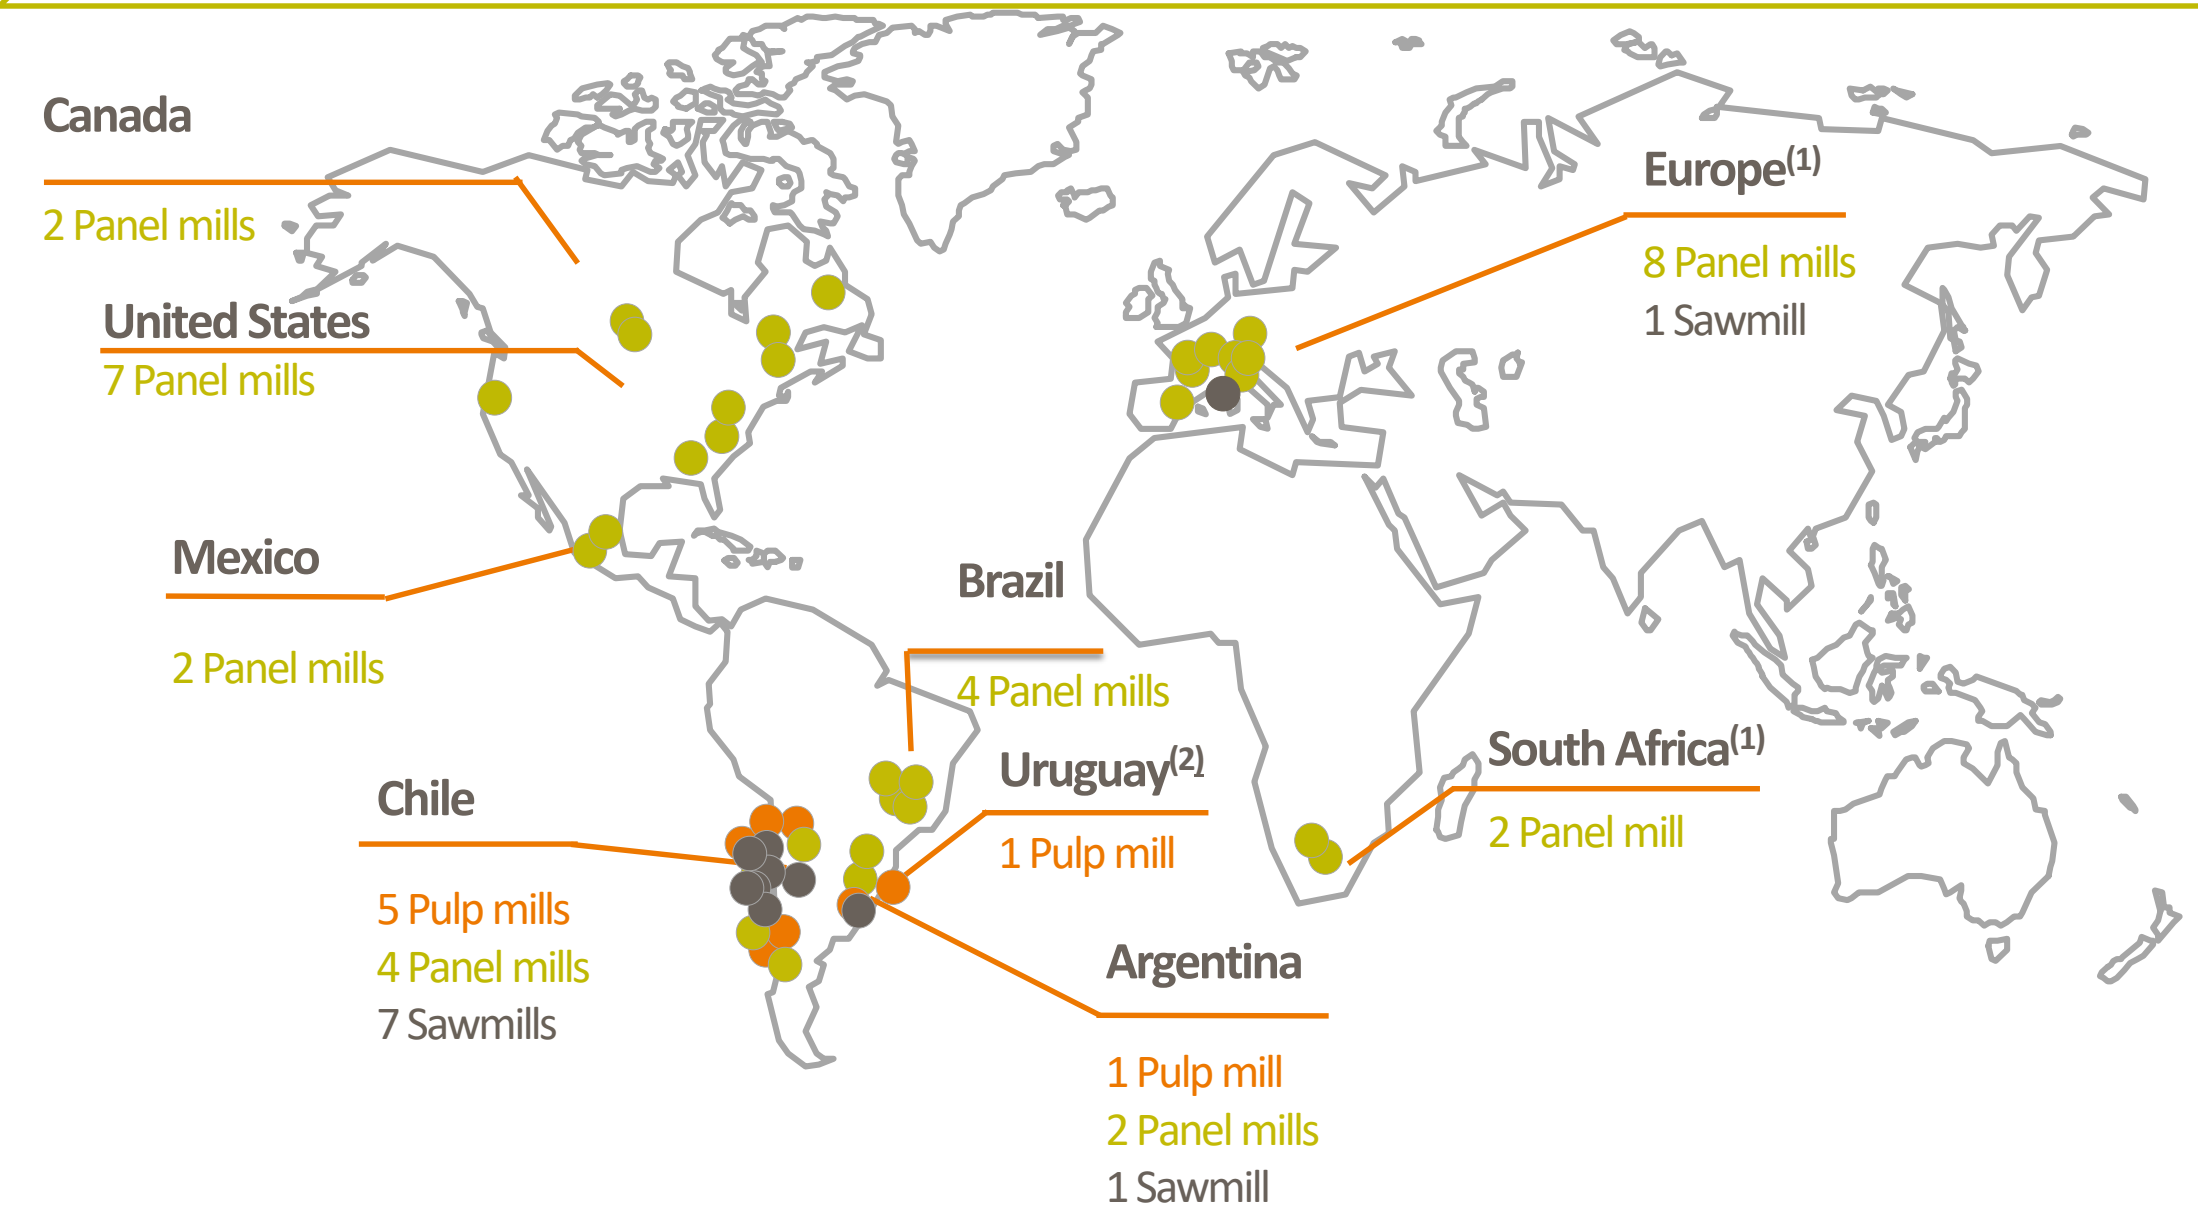 Canada
2 Panel mills
United States
7 Panel mills
Mexico
2 Panel mills
Chile
5 Pulp mills
4 Panel mills
7 Sawmills
Brazil
4 Panel mills
Uruguay(2)
1 Pulp mill
Argentina
1 Pulp mill
2 Panel mills
1 Sawmill
Europe(1)
8 Panel mills
1 Sawmill
South Africa(1)
2 Panel mill